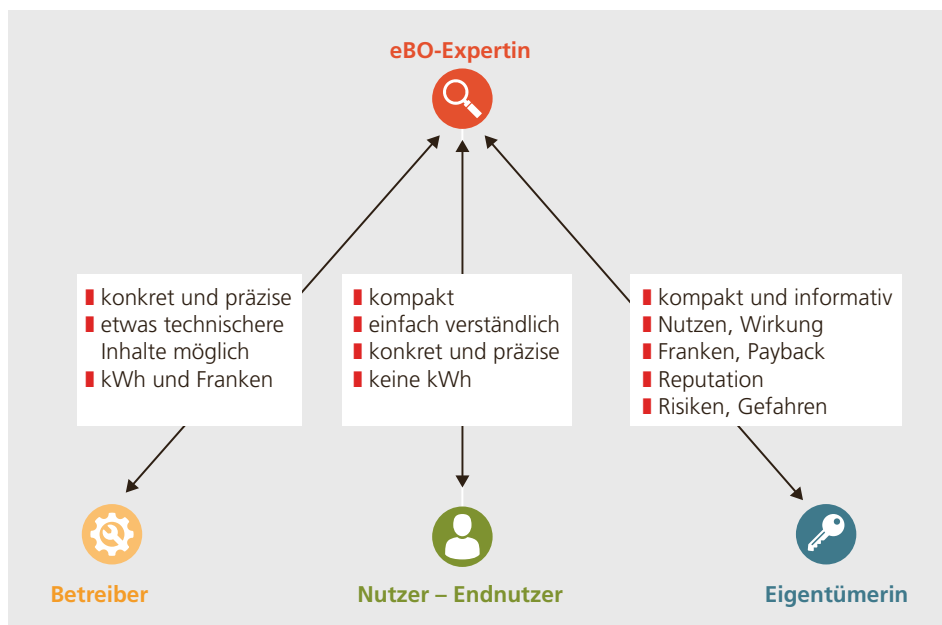 eBO-Expertin
konkret und präzise
etwas technischere
Inhalte möglich
kWh und Franken
kompakt
einfach verständlich
konkret und präzise
keine kWh
kompakt und informativ
Nutzen, Wirkung
Franken, Payback
Reputation
Risiken, Gefahren
Betreiber
Nutzer – Endnutzer
Eigentümerin